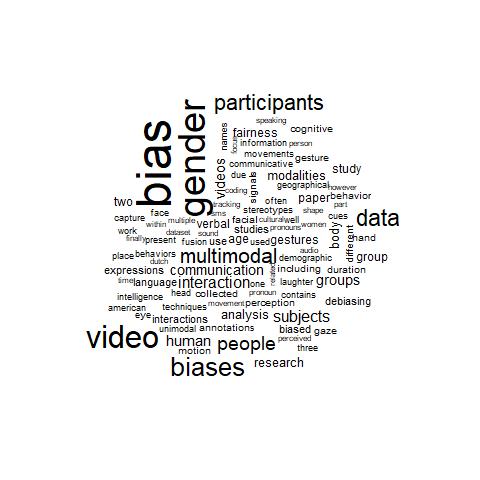 participants
speaking
bias
gender
names
focus
fairness
cognitive
information
person
movements
gesture
communicative
videos
due
signals
modalities
study
coding
geographical
however
two
tracking
often
paper
behavior
face
sms
stereotypes
shape
part
capture
within
multiple
verbal
facial
cultural
well
cues
data
work
dataset
studies
pronouns
women
body
different
hand
finally
present
sound
fusion
use
age
used
gestures
audio
place
behaviors
multimodal
demographic
group
dutch
expressions
communication
related
including
duration
time
language
interaction
one
laughter
groups
intelligence
head
collected
pronoun
perception
contains
american
techniques
movement
debiasing
eye
interactions
analysis
subjects
video
unimodal
annotations
biased
gaze
human
people
perceived
motion
three
biases
research